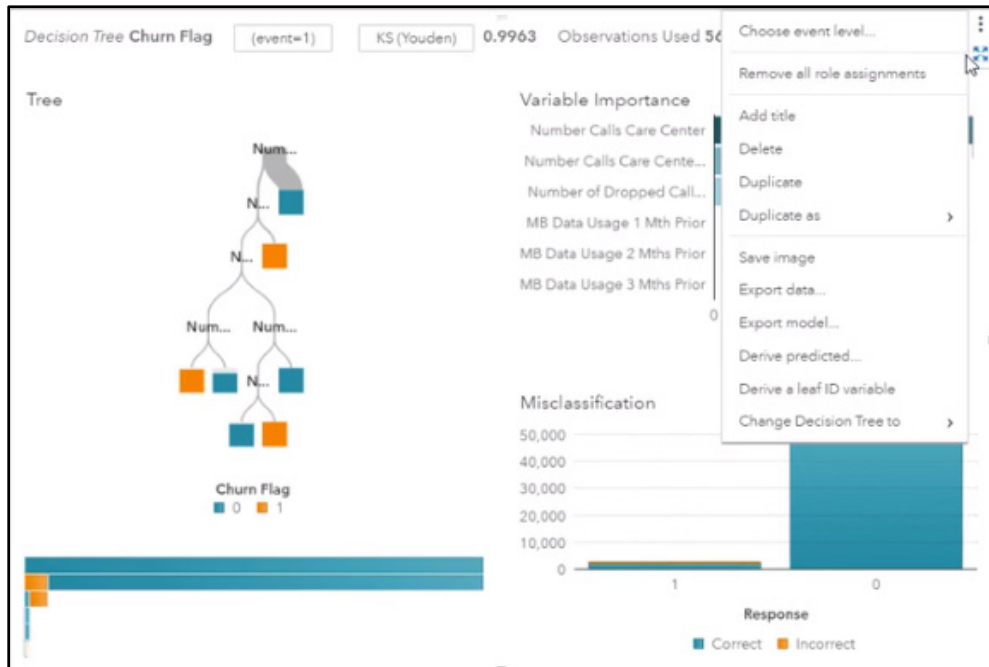 Decision Tree Churn Flag (event=1) KS (Youden) 0.9963 Observations Used 56
Tree
Num...
N...
N...
Num... Num...
N...
Churn Flag
0 1
Variable Importance
Number Calls Care Center
Number Calls Care Cente...
Number of Dropped Call...
MB Data Usage 1 Mth Prior
MB Data Usage 2 Mths Prior
MB Data Usage 3 Mths Prior
0
Choose event level...
Remove all role assignments
Add title
Delete
Duplicate
Duplicate as
Save image
Export data...
Export model...
Derive predicted...
Derive a leaf ID variable
Change Decision Tree to
Misclassification
50,000
40,000
30,000
20,000
10,000
0
1 0
Response
Correct Incorrect